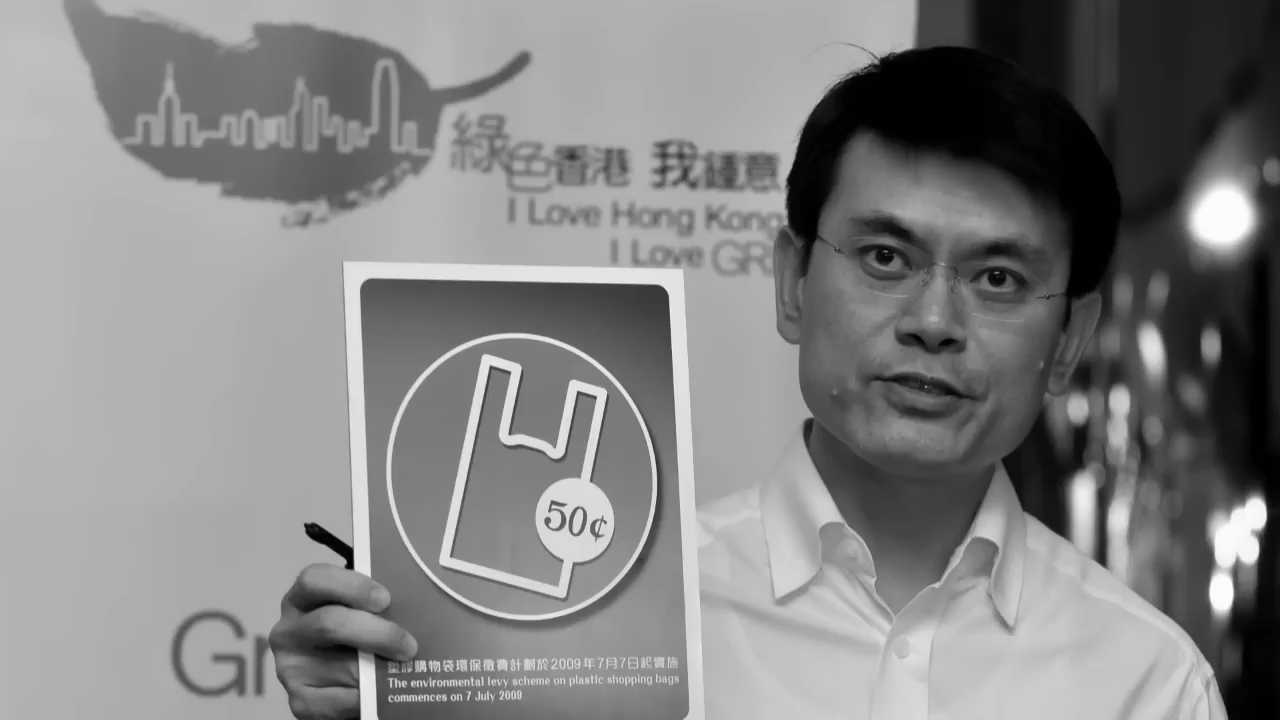 綠色香港 我鍾意
I Love Hong Kong
I Love GR
50¢
塑膠購物袋環保徵費計劃於2009年7月7日起實施
The environmental levy scheme on plastic shopping bags
commences on 7 July 2009
Gr